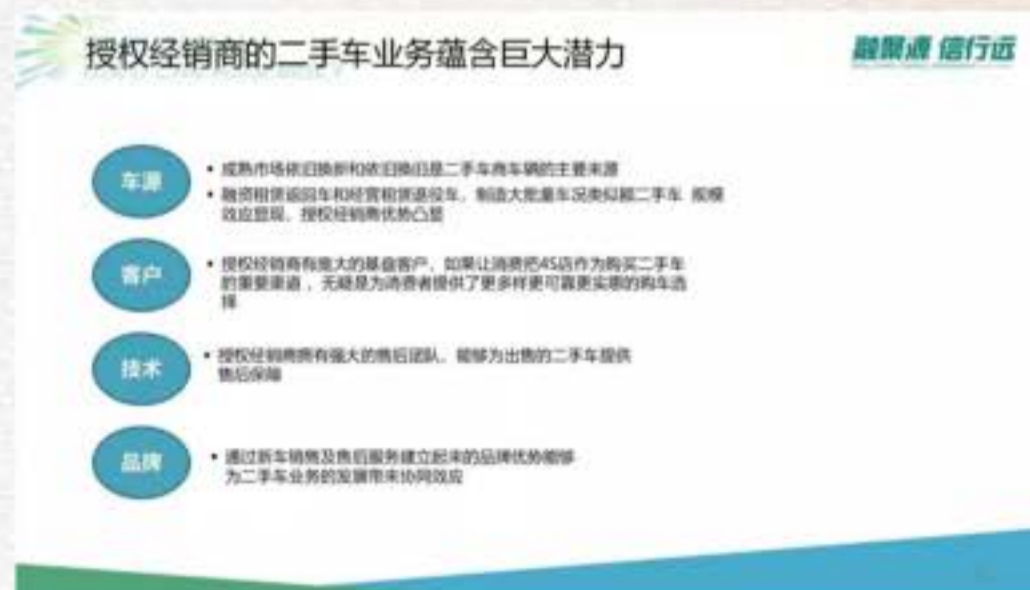 授权经销商的二手车业务蕴含巨大潜力
融聚源 信行远
车源
• 成熟市场依旧换新和依旧换旧是二手车商车辆的主要来源
• 融资租赁返回车和经营租赁退役车，制造大批量车况类似二手车 规模
效应显现，授权经销商优势凸显
客户
• 授权经销商有庞大的基盘客户，如果让消费把4S店作为购买二手车
的重要渠道，无疑是为消费者提供了更多样更可靠更实惠的购车选
择
技术
• 授权经销商拥有强大的售后团队，能够为出售的二手车提供
售后保障
品牌
• 通过新车销售及售后服务建立起来的品牌优势能够
为二手车业务的发展带来协同效应